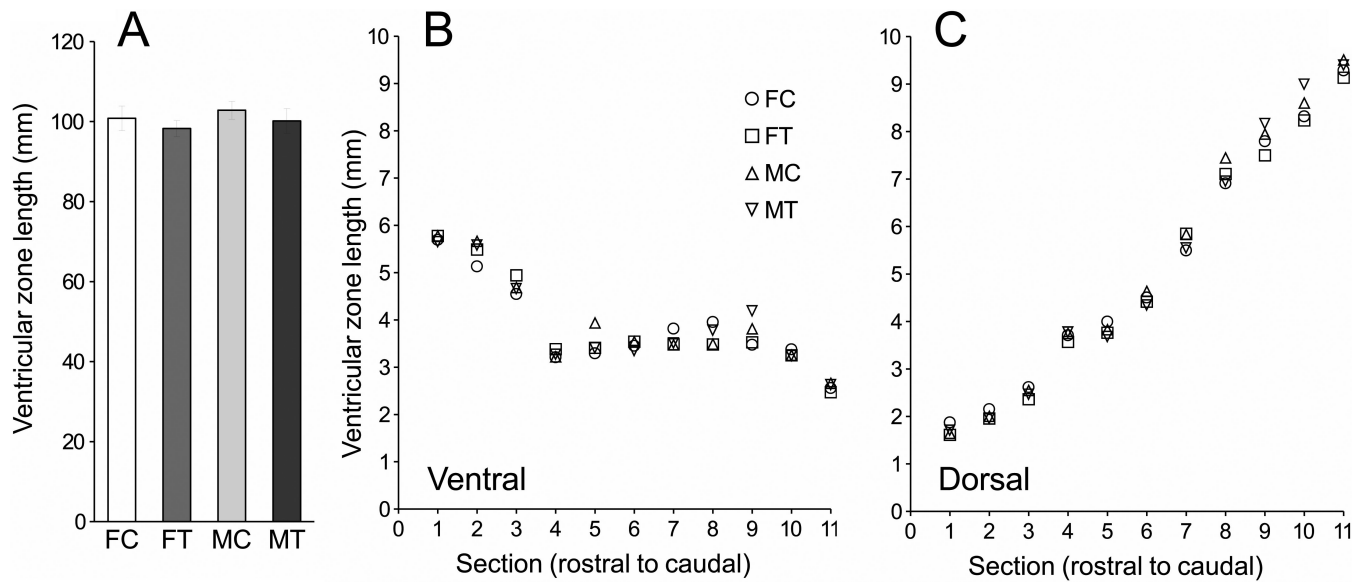 A
Ventricular zone length (mm)
120
100
80
60
40
20
0
FC
FT
MC
MT
B
Ventricular zone length (mm)
10
9
8
7
6
5
4
3
2
1
0
FC
FT
MC
MT
Ventral
0 1 2 3 4 5 6 7 8 9 10 11
Section (rostral to caudal)
C
10
9
8
7
6
5
4
3
2
1
0
Dorsal
0 1 2 3 4 5 6 7 8 9 10 11
Section (rostral to caudal)